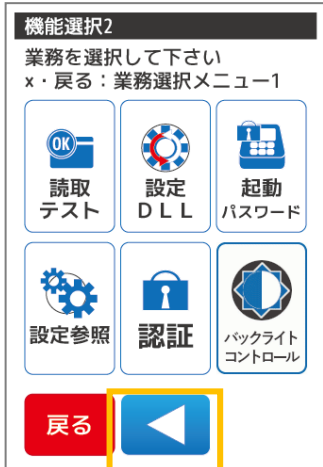 機能選択2
業務を選択して下さい
x・戻る：業務選択メニュー1
OK
読取
テスト
設定
DLL
起動
パスワード
設定参照
認証
バックライト
コントロール
戻る